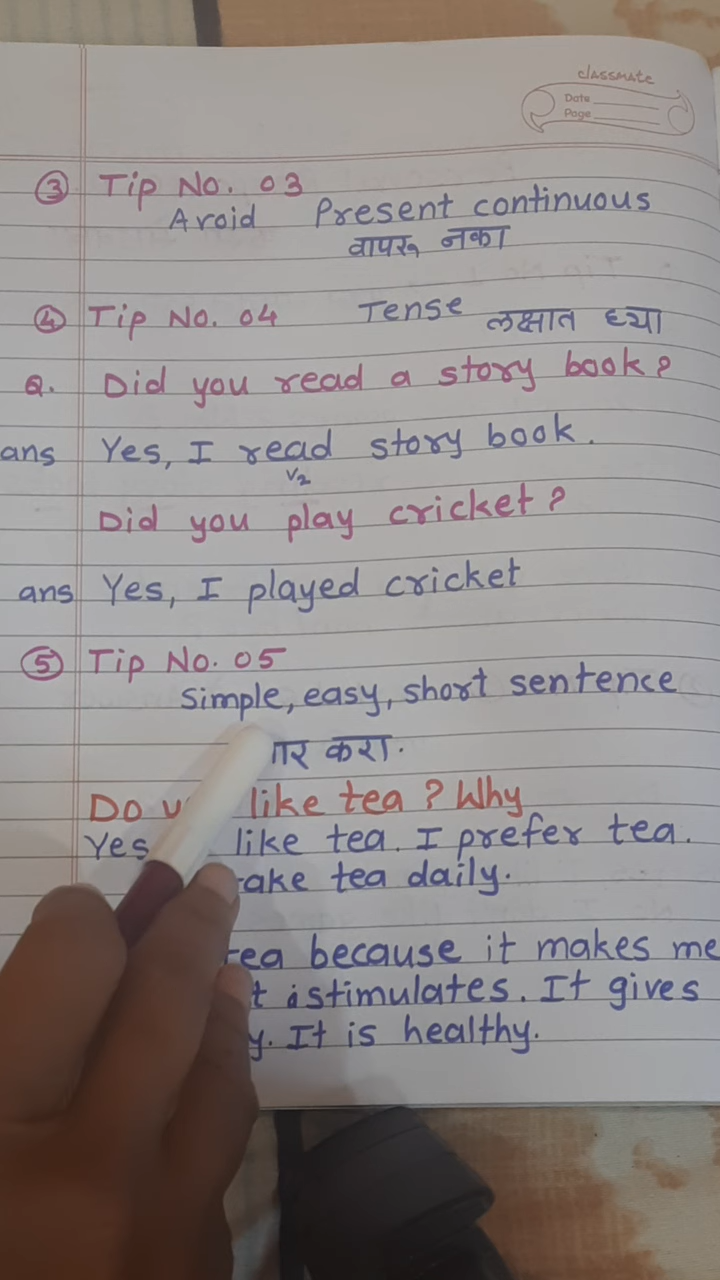 classmate
Date
Page
③ Tip No. 03
Avoid Present continuous
वापरू नका
④ Tip No. 04 Tense लक्षात घ्या
Q. Did you read a story book?
ans Yes, I read story book.
V2
Did you play cricket?
ans Yes, I played cricket
⑤ Tip No. 05
simple, easy, short sentence
करा.
Do like tea? Why
Yes like tea. I prefer tea.
tea daily.
because it makes me
istimulates. It gives
It is healthy.